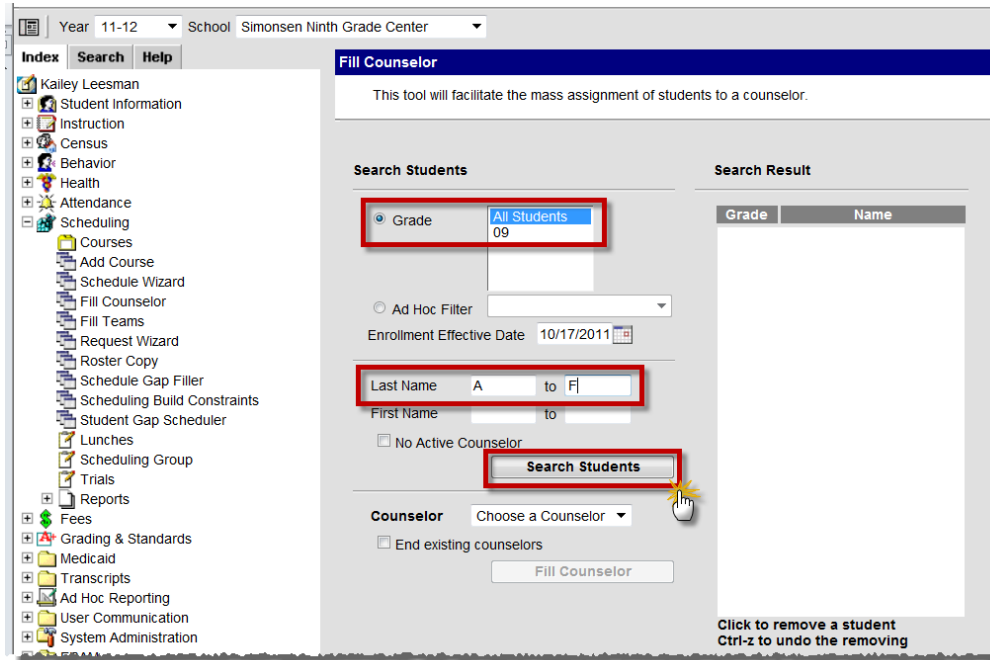 Year 11-12 School Simonsen Ninth Grade Center
Index Search Help
Kailey Leesman
Student Information
Instruction
Census
Behavior
Health
Attendance
Scheduling
Courses
Add Course
Schedule Wizard
Fill Counselor
Fill Teams
Request Wizard
Roster Copy
Schedule Gap Filler
Scheduling Build Constraints
Student Gap Scheduler
Lunches
Scheduling Group
Trials
Reports
Fees
Grading & Standards
Medicaid
Transcripts
Ad Hoc Reporting
User Communication
System Administration
Fill Counselor
This tool will facilitate the mass assignment of students to a counselor.
Search Students
Grade All Students
09
Ad Hoc Filter
Enrollment Effective Date 10/17/2011
Last Name A to F
First Name to
No Active Counselor
Search Students
Counselor Choose a Counselor
End existing counselors
Fill Counselor
Search Result
Grade Name
Click to remove a student
Ctrl-z to undo the removing